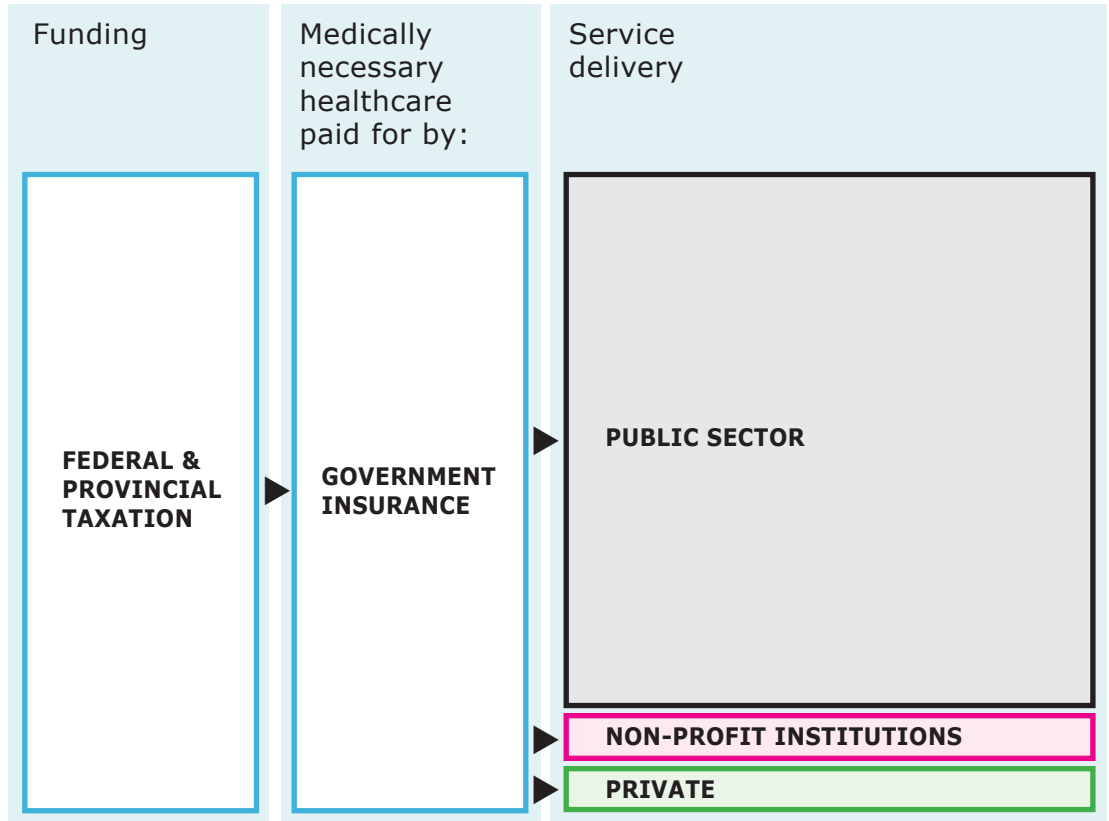 Funding
Medically
necessary
healthcare
paid for by:
Service
delivery
FEDERAL &
PROVINCIAL
TAXATION
GOVERNMENT
INSURANCE
PUBLIC SECTOR
NON-PROFIT INSTITUTIONS
PRIVATE